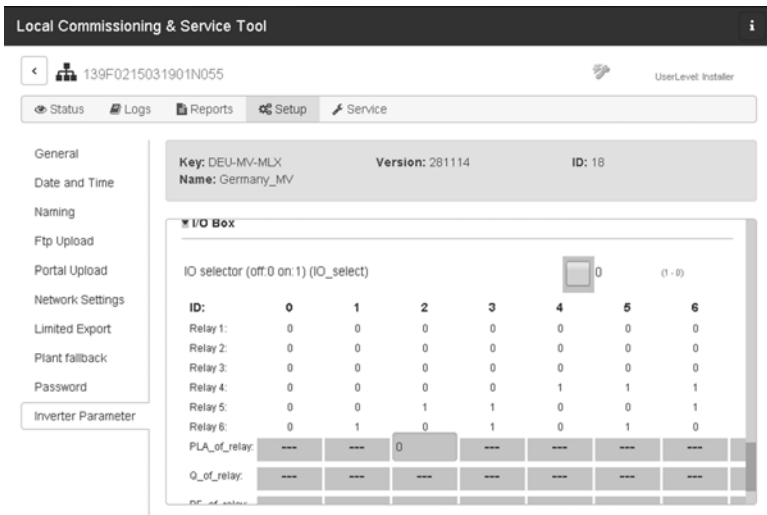 Local Commissioning & Service Tool
i
139F0215031901N055
UserLevel: Installer
Status Logs Reports Setup Service
General
Date and Time
Naming
Ftp Upload
Portal Upload
Network Settings
Limited Export
Plant fallback
Password
Inverter Parameter
Key: DEU-MV-MLX Version: 281114 ID: 18
Name: Germany_MV
I/O Box
IO selector (off:0 on:1) (IO_select) 0 (1 - 0)
ID: 0 1 2 3 4 5 6
Relay 1: 0 0 0 0 0 0 0
Relay 2: 0 0 0 0 0 0 0
Relay 3: 0 0 0 0 0 0 0
Relay 4: 0 0 0 0 1 1 1
Relay 5: 0 0 1 1 0 0 1
Relay 6: 0 1 0 1 0 1 0
PLA_of_relay: --- --- 0 --- --- --- ---
Q_of_relay: --- --- --- --- --- --- ---